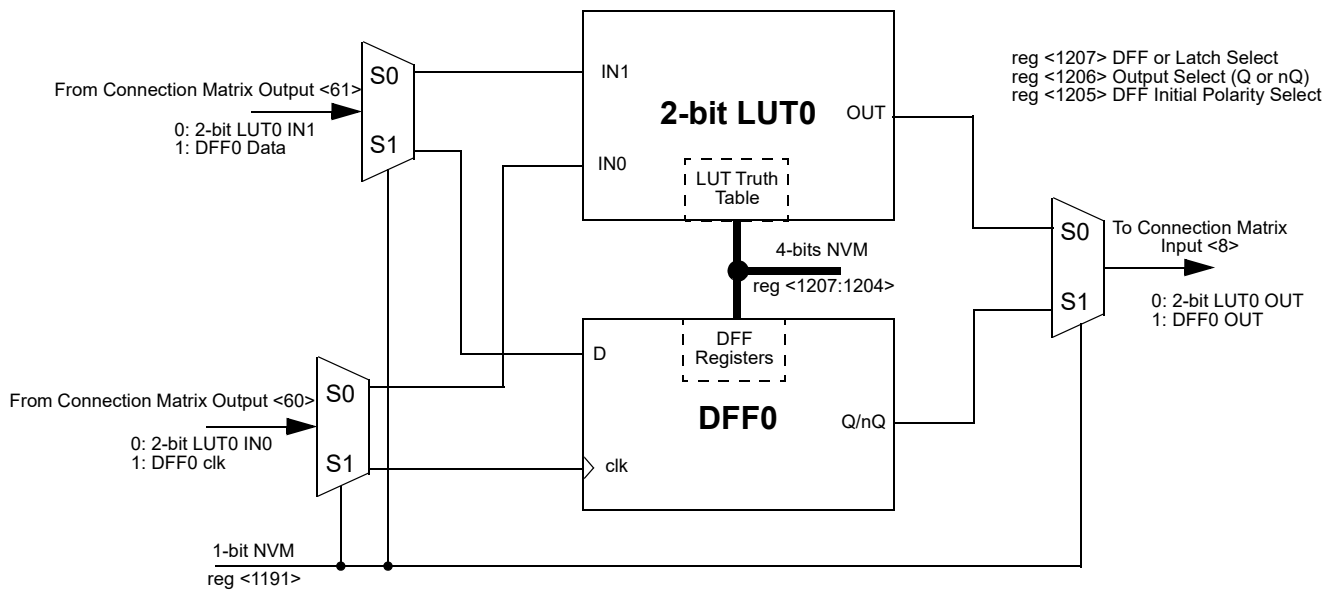 reg <1207> DFF or Latch Select
reg <1206> Output Select (Q or nQ)
reg <1205> DFF Initial Polarity Select
From Connection Matrix Output <61>
0: 2-bit LUT0 IN1
1: DFF0 Data
S0
S1
IN1
IN0
2-bit LUT0
OUT
LUT Truth
Table
4-bits NVM
reg <1207:1204>
S0
S1
To Connection Matrix
Input <8>
0: 2-bit LUT0 OUT
1: DFF0 OUT
From Connection Matrix Output <60>
0: 2-bit LUT0 IN0
1: DFF0 clk
S0
S1
D
clk
DFF
Registers
DFF0
Q/nQ
1-bit NVM
reg <1191>